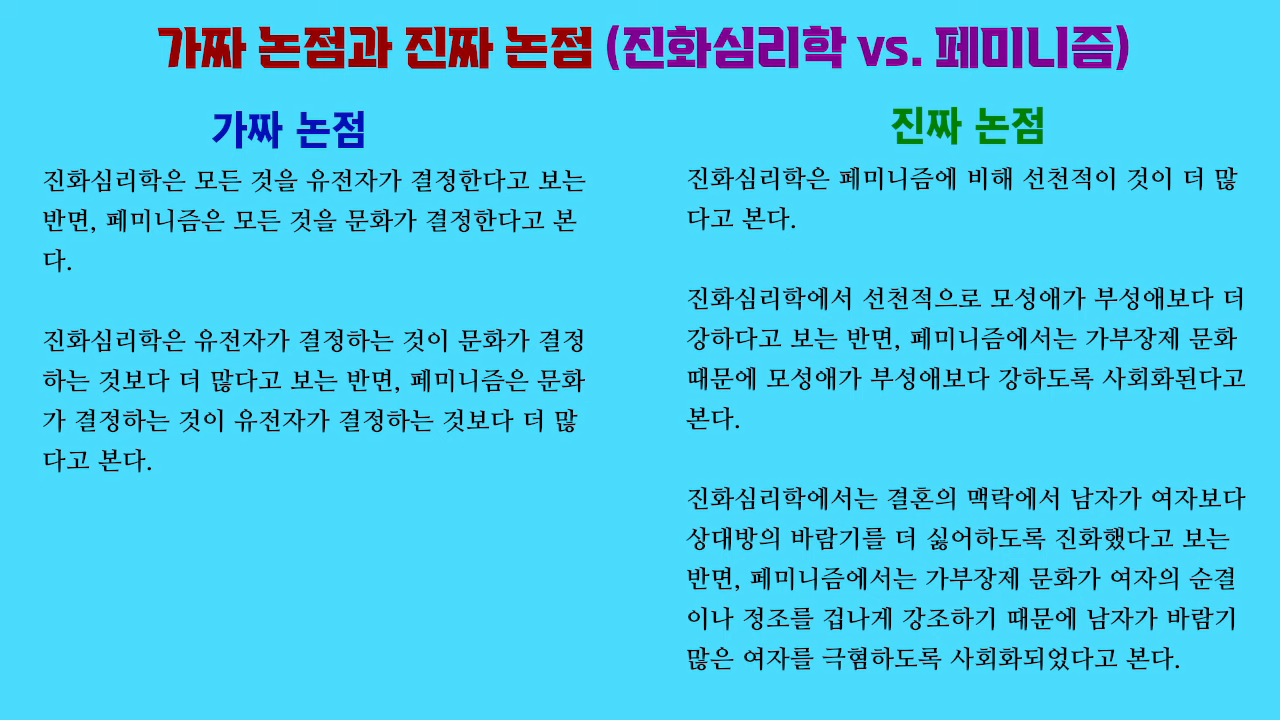 가짜 논점과 진짜 논점 (진화심리학 vs. 페미니즘)
가짜 논점
진화심리학은 모든 것을 유전자가 결정한다고 보는
반면, 페미니즘은 모든 것을 문화가 결정한다고 본
다.
진화심리학은 유전자가 결정하는 것이 문화가 결정
하는 것보다 더 많다고 보는 반면, 페미니즘은 문화
가 결정하는 것이 유전자가 결정하는 것보다 더 많
다고 본다.
진짜 논점
진화심리학은 페미니즘에 비해 선천적이 것이 더 많
다고 본다.
진화심리학에서 선천적으로 모성애가 부성애보다 더
강하다고 보는 반면, 페미니즘에서는 가부장제 문화
때문에 모성애가 부성애보다 강하도록 사회화된다고
본다.
진화심리학에서는 결혼의 맥락에서 남자가 여자보다
상대방의 바람기를 더 싫어하도록 진화했다고 보는
반면, 페미니즘에서는 가부장제 문화가 여자의 순결
이나 정조를 겁나게 강조하기 때문에 남자가 바람기
많은 여자를 극혐하도록 사회화되었다고 본다.